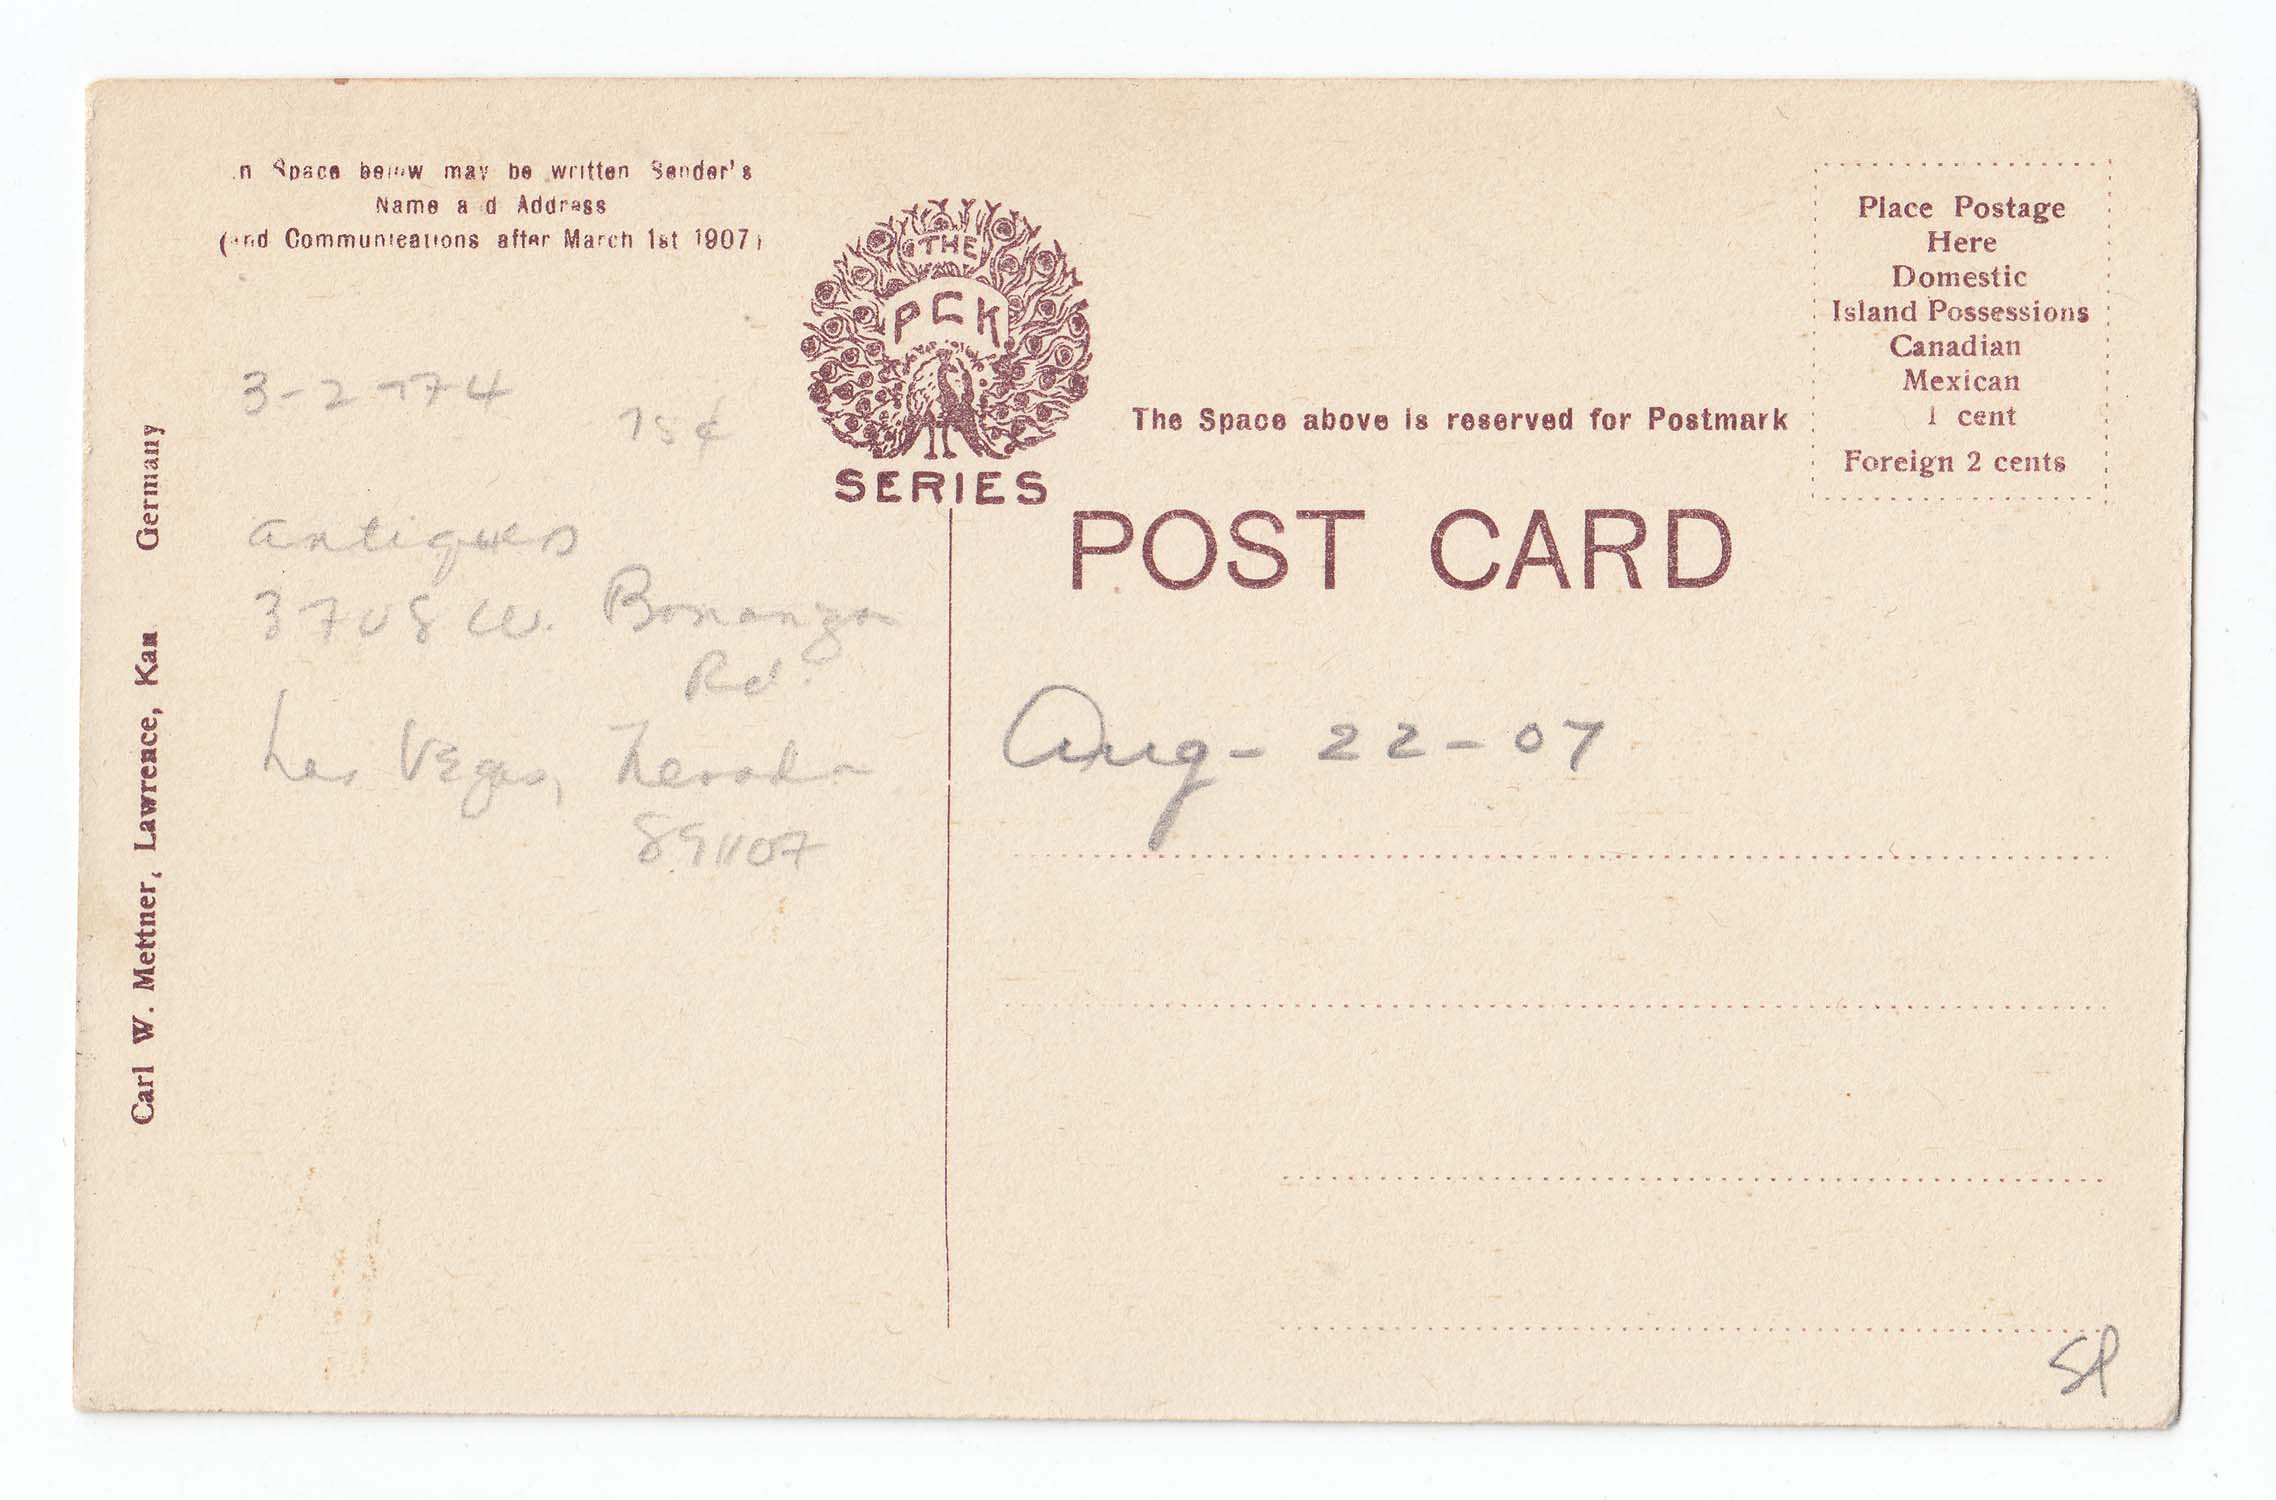 n Space below may be written Sender's
Name a d Address
(and Communications after March 1st 1907)
THE
PCK
SERIES
Place Postage
Here
Domestic
Island Possessions
Canadian
Mexican
1 cent
Foreign 2 cents
The Space above is reserved for Postmark
POST CARD
3-2-74
75¢
antiques
3708 W. Bonanza
Rd.
Las Vegas, Nevada
89107
Aug- 22-07
Carl W. Mettner, Lawrence, Kan Germany